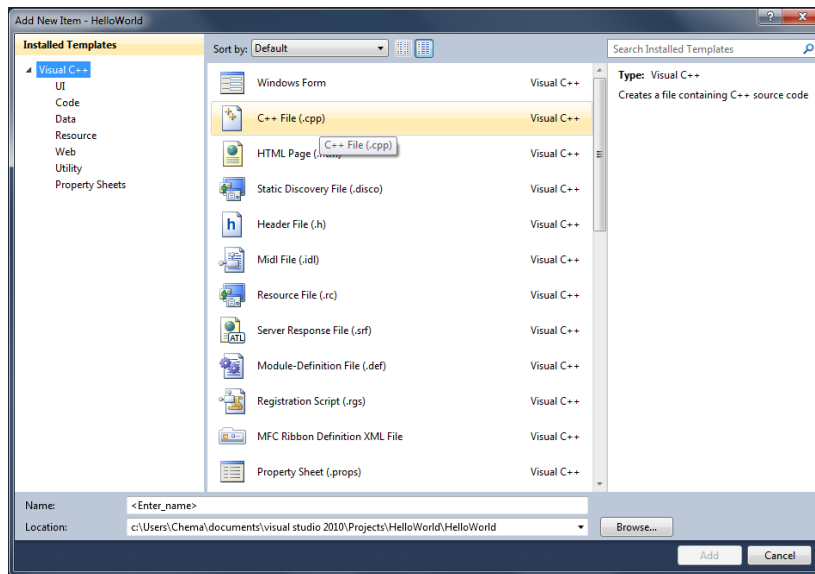 Add New Item - HelloWorld
Installed Templates
Sort by: Default
Search Installed Templates
Visual C++
UI
Code
Data
Resource
Web
Utility
Property Sheets
Windows Form Visual C++
C++ File (.cpp) Visual C++
C++ File (.cpp)
HTML Page Visual C++
Static Discovery File (.disco) Visual C++
Header File (.h) Visual C++
Midl File (.idl) Visual C++
Resource File (.rc) Visual C++
ATL
Server Response File (.srf) Visual C++
Module-Definition File (.def) Visual C++
Registration Script (.rgs) Visual C++
MFC Ribbon Definition XML File Visual C++
Property Sheet (.props) Visual C++
Type: Visual C++
Creates a file containing C++ source code
Name: <Enter_name>
Location: c:\Users\Chema\documents\visual studio 2010\Projects\HelloWorld\HelloWorld
Browse...
Add Cancel